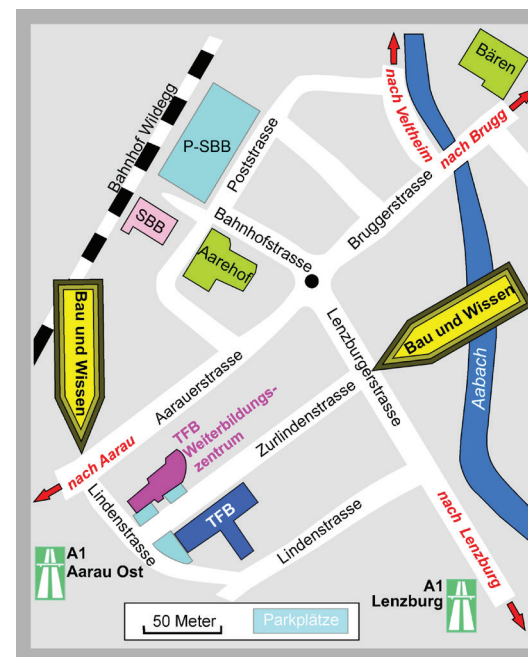 Bären
nach Veltheim
nach Brugg
Bahnhof Wildegg
P-SBB
Poststrasse
SBB
Bahnhofstrasse
Bruggerstrasse
Aarehof
Bau und Wissen
Bau und Wissen
Lenzburgerstrasse
Aabach
Aarauerstrasse
TFB
Weiterbildungs-
zentrum
Zurlindenstrasse
nach Aarau
Lindenstrasse
TFB
Lindenstrasse
nach Lenzburg
A1
Aarau Ost
A1
Lenzburg
50 Meter
Parkplätze